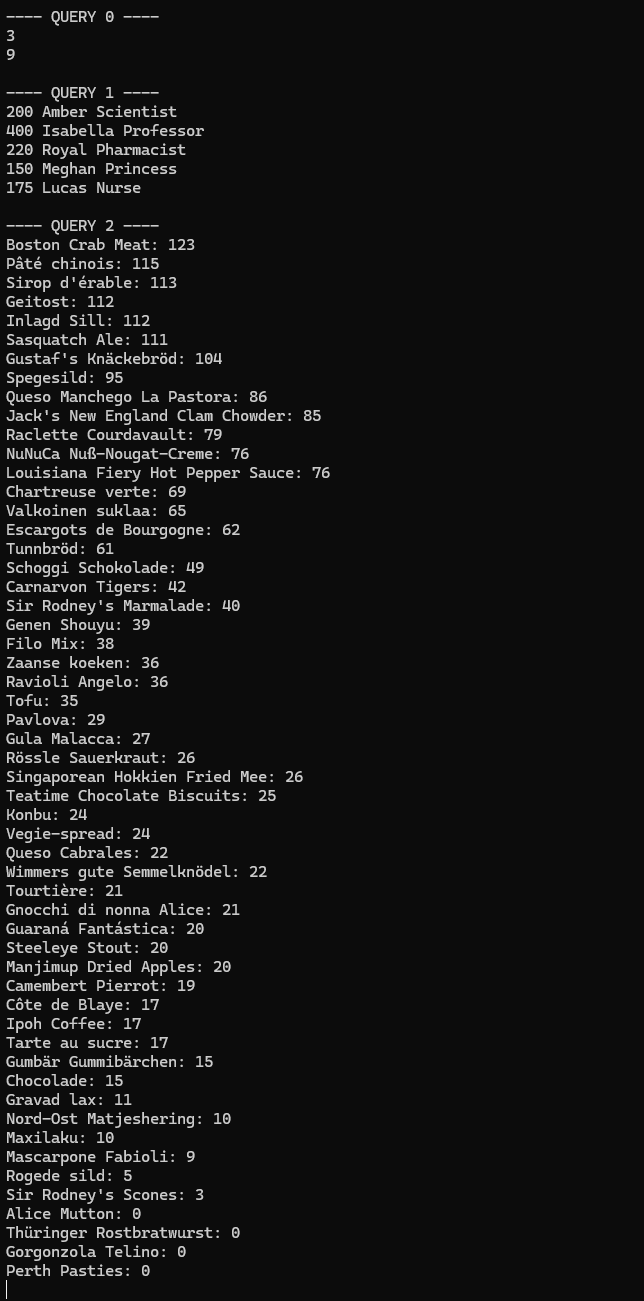 ---- QUERY 0 ----
3
9
---- QUERY 1 ----
200 Amber Scientist
400 Isabella Professor
220 Royal Pharmacist
150 Meghan Princess
175 Lucas Nurse
---- QUERY 2 ----
Boston Crab Meat: 123
Pâté chinois: 115
Sirop d'érable: 113
Geitost: 112
Inlagd Sill: 112
Sasquatch Ale: 111
Gustaf's Knäckebröd: 104
Spegesild: 95
Queso Manchego La Pastora: 86
Jack's New England Clam Chowder: 85
Raclette Courdavault: 79
NuNuCa Nuß-Nougat-Creme: 76
Louisiana Fiery Hot Pepper Sauce: 76
Chartreuse verte: 69
Valkoinen suklaa: 65
Escargots de Bourgogne: 62
Tunnbröd: 61
Schoggi Schokolade: 49
Carnarvon Tigers: 42
Sir Rodney's Marmalade: 40
Genen Shouyu: 39
Filo Mix: 38
Zaanse koeken: 36
Ravioli Angelo: 36
Tofu: 35
Pavlova: 29
Gula Malacca: 27
Rössle Sauerkraut: 26
Singaporean Hokkien Fried Mee: 26
Teatime Chocolate Biscuits: 25
Konbu: 24
Vegie-spread: 24
Queso Cabrales: 22
Wimmers gute Semmelknödel: 22
Tourtière: 21
Gnocchi di nonna Alice: 21
Guaraná Fantástica: 20
Steeleye Stout: 20
Manjimup Dried Apples: 20
Camembert Pierrot: 19
Côte de Blaye: 17
Ipoh Coffee: 17
Tarte au sucre: 17
Gumbär Gummibärchen: 15
Chocolade: 15
Gravad lax: 11
Nord-Ost Matjeshering: 10
Maxilaku: 10
Mascarpone Fabioli: 9
Rogede sild: 5
Sir Rodney's Scones: 3
Alice Mutton: 0
Thüringer Rostbratwurst: 0
Gorgonzola Telino: 0
Perth Pasties: 0